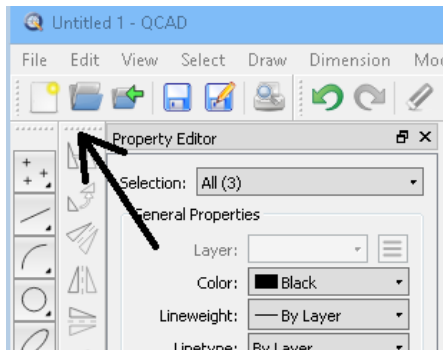 Untitled 1 - QCAD
File Edit View Select Draw Dimension
Property Editor
Selection: All (3)
General Properties
Layer:
Color: Black
Lineweight: — By Layer
Linetype: By Layer